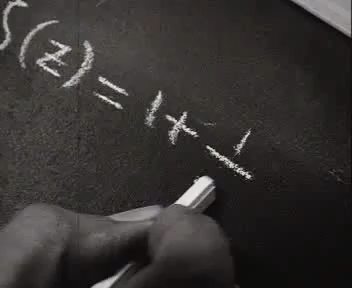 ζ(z) = 1 + 1